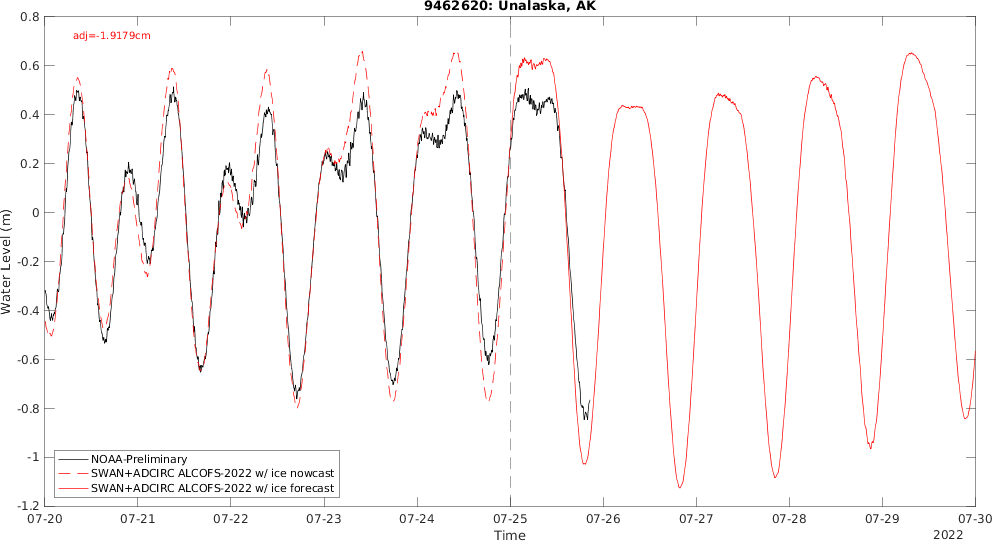 9462620: Unalaska, AK
adj=-1.9179cm
Water Level (m)
0.8
0.6
0.4
0.2
0
-0.2
-0.4
-0.6
-0.8
-1
-1.2
NOAA-Preliminary
SWAN+ADCIRC ALCOFS-2022 w/ ice nowcast
SWAN+ADCIRC ALCOFS-2022 w/ ice forecast
07-20 07-21 07-22 07-23 07-24 07-25 07-26 07-27 07-28 07-29 07-30
Time
2022